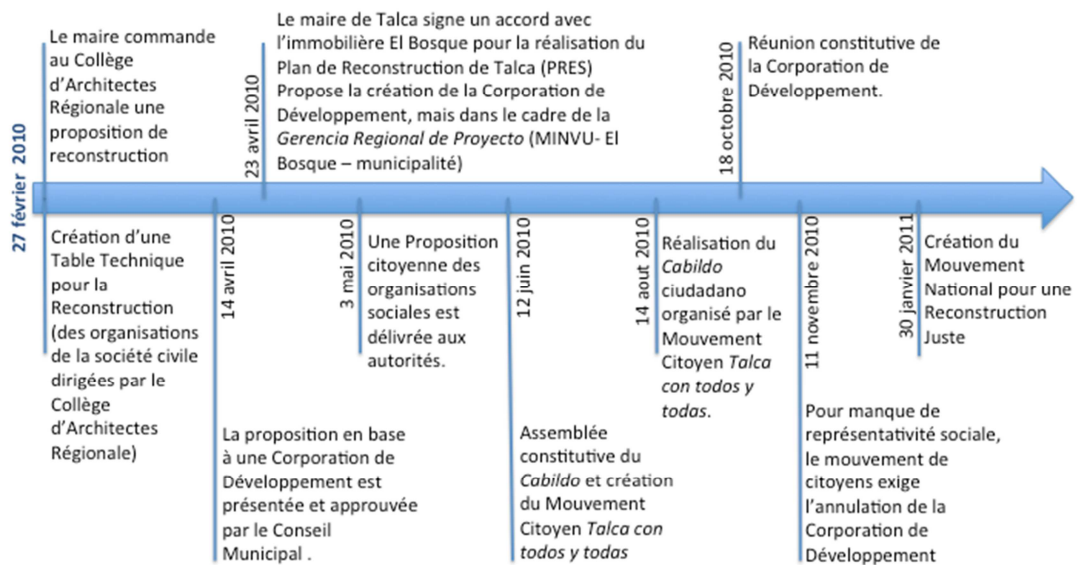 27 février 2010
Le maire commande
au Collège
d'Architectes
Régionale une
proposition de
reconstruction
23 avril 2010
Le maire de Talca signe un accord avec
l'immobilière El Bosque pour la réalisation du
Plan de Reconstruction de Talca (PRES)
Propose la création de la Corporation de
Développement, mais dans le cadre de la
Gerencia Regional de Proyecto (MINVU- El
Bosque – municipalité)
18 octobre 2010
Réunion constitutive de
la Corporation de
Développement.
Création d'une
Table Technique
pour la
Reconstruction
(des organisations
de la société civile
dirigées par le
Collège
d'Architectes
Régionale)
14 avril 2010
La proposition en base
à une Corporation de
Développement est
présentée et approuvée
par le Conseil
Municipal .
3 mai 2010
Une Proposition
citoyenne des
organisations
sociales est
délivrée aux
autorités.
12 juin 2010
Assemblée
constitutive du
Cabildo et création
du Mouvement
Citoyen Talca con
todos y todas
14 aout 2010
Réalisation du
Cabildo
ciudadano
organisé par le
Mouvement
Citoyen Talca
con todos y
todas.
11 novembre 2010
Pour manque de
représentativité sociale,
le mouvement de
citoyens exige
l'annulation de la
Corporation de
Développement
30 janvier 2011
Création du
Mouvement
National pour une
Reconstruction
Juste